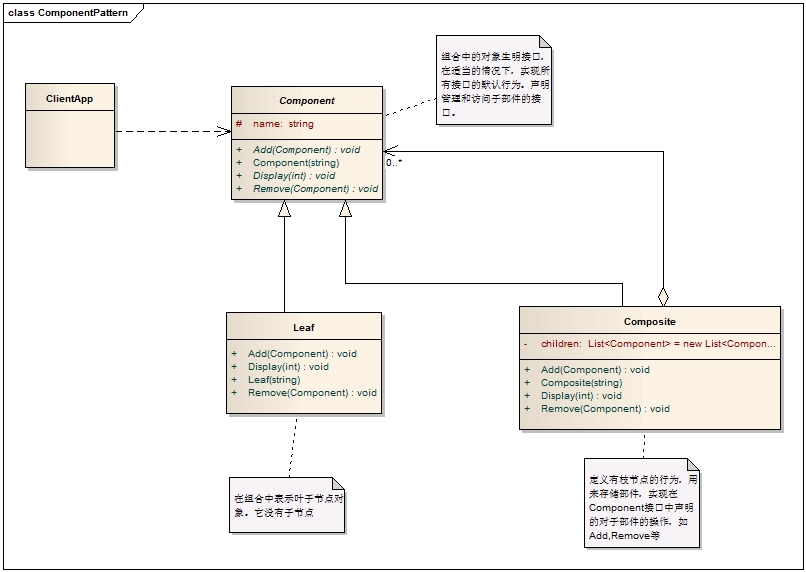 class ComponentPattern
ClientApp
Component
# name: string
+ Add(Component) : void
+ Component(string)
+ Display(int) : void
+ Remove(Component) : void
组合中的对象生明接口，
在适当的情况下，实现所
有接口的默认行为。声明
管理和访问子部件的接
口。
0..*
Leaf
+ Add(Component) : void
+ Display(int) : void
+ Leaf(string)
+ Remove(Component) : void
Composite
- children: List<Component> = new List<Compon...
+ Add(Component) : void
+ Composite(string)
+ Display(int) : void
+ Remove(Component) : void
在组合中表示叶子节点对
象。它没有子节点
定义有枝节点的行为，用
来存储部件，实现在
Component接口中声明
的对子部件的操作，如
Add,Remove等